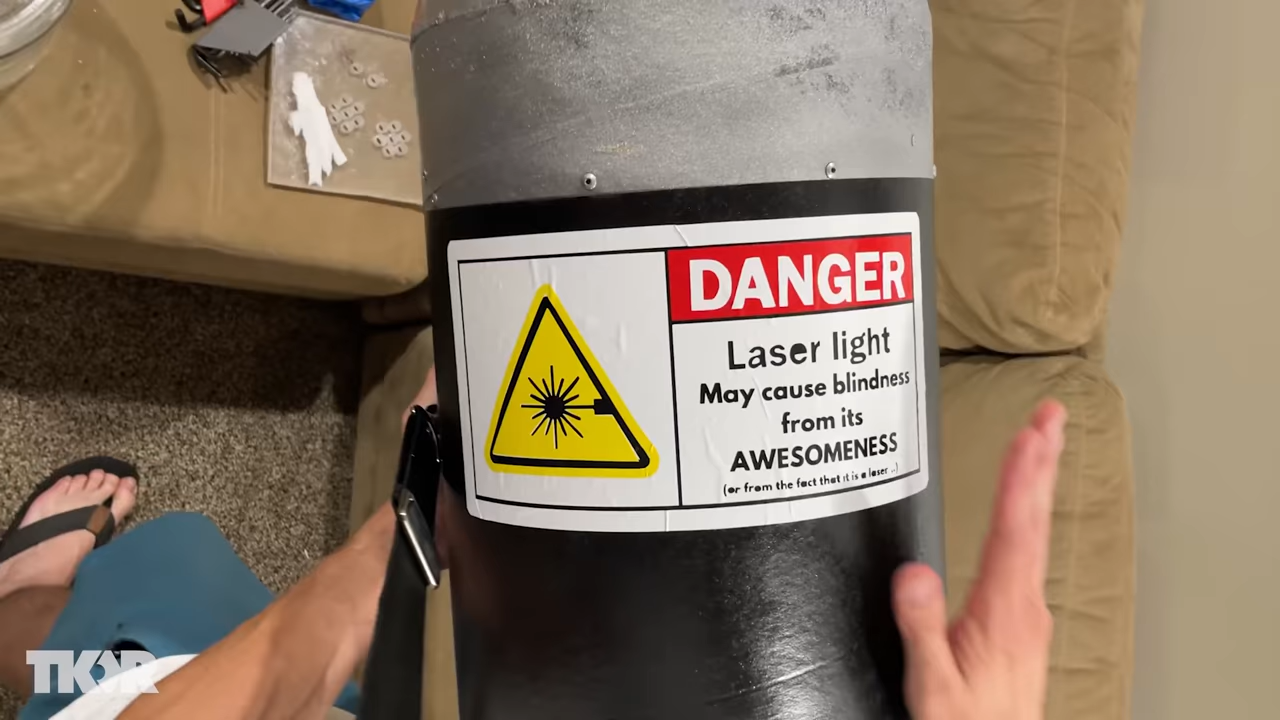 DANGER
Laser light
May cause blindness
from its
AWESOMENESS
(or from the fact that it is a laser...)
TKOR